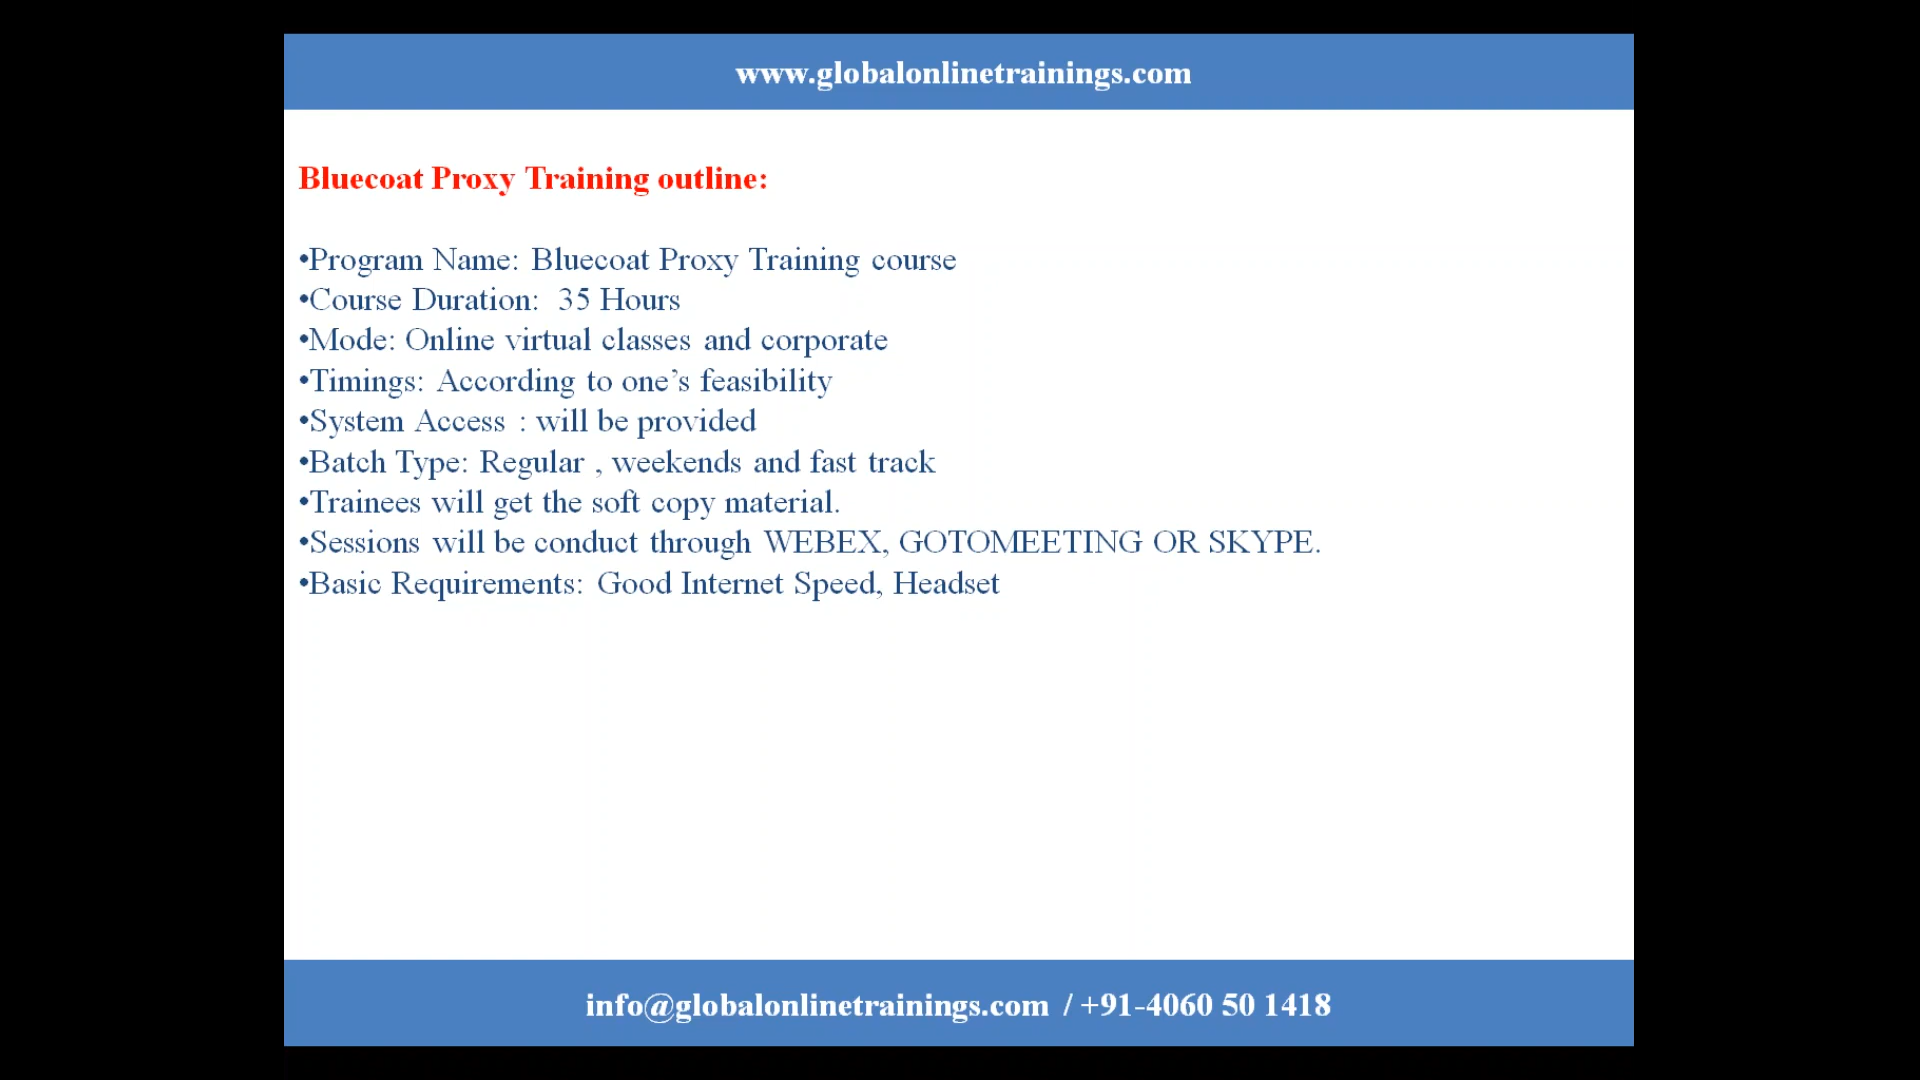 www.globalonlinetrainings.com
Bluecoat Proxy Training outline:
•Program Name: Bluecoat Proxy Training course
•Course Duration: 35 Hours
•Mode: Online virtual classes and corporate
•Timings: According to one’s feasibility
•System Access : will be provided
•Batch Type: Regular , weekends and fast track
•Trainees will get the soft copy material.
•Sessions will be conduct through WEBEX, GOTOMEETING OR SKYPE.
•Basic Requirements: Good Internet Speed, Headset
info@globalonlinetrainings.com / +91-4060 50 1418